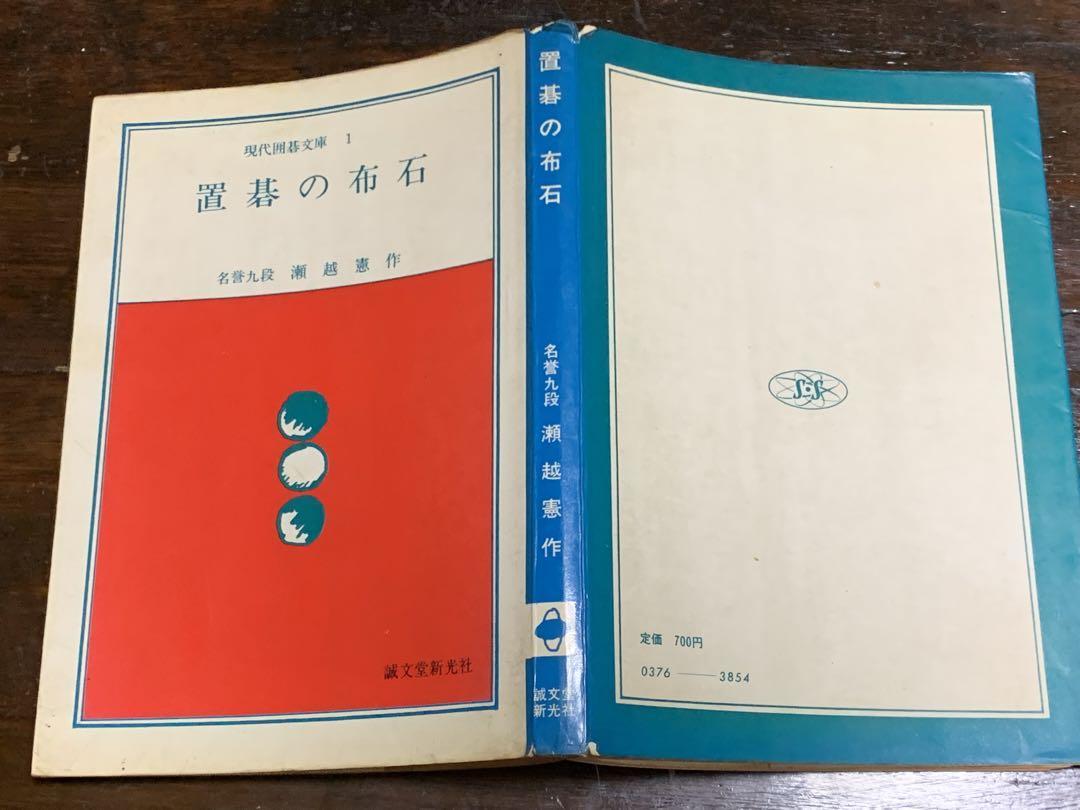 現代囲碁文庫 1
置碁の布石
名誉九段 瀬越憲作
誠文堂新光社
置碁の布石
名誉九段 瀬越憲作
誠文堂
新光社
SOS
定価 700円
0376 ── 3854